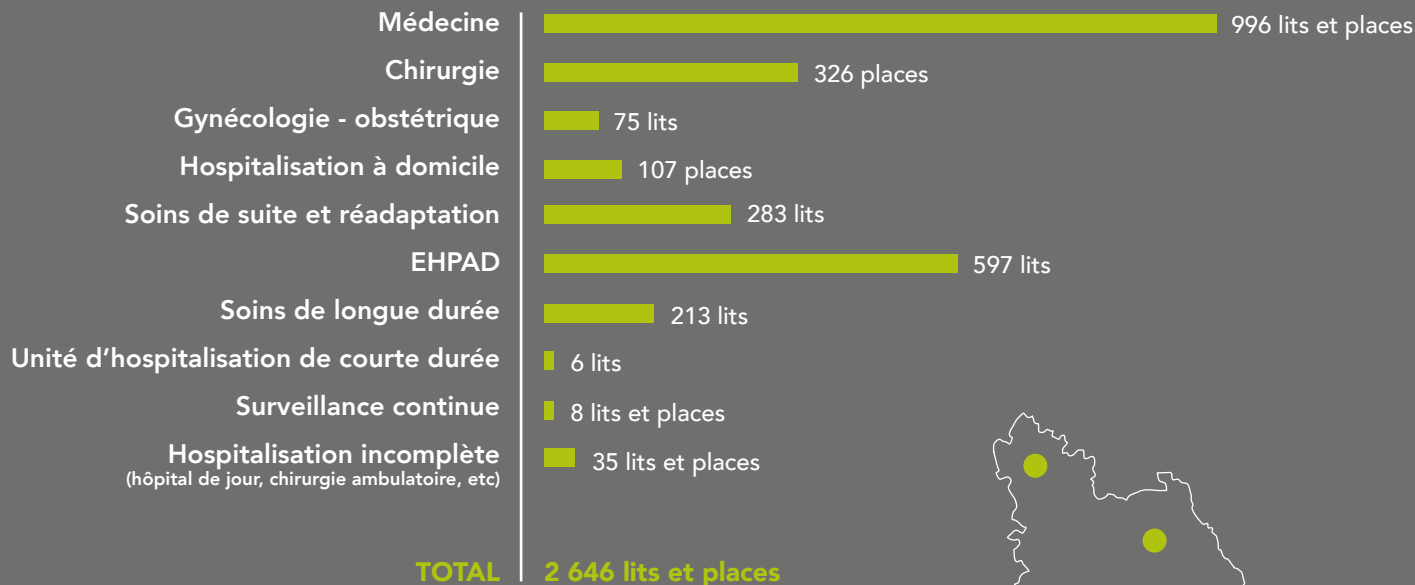 Médecine 996 lits et places
Chirurgie 326 places
Gynécologie - obstétrique 75 lits
Hospitalisation à domicile 107 places
Soins de suite et réadaptation 283 lits
EHPAD 597 lits
Soins de longue durée 213 lits
Unité d’hospitalisation de courte durée 6 lits
Surveillance continue 8 lits et places
Hospitalisation incomplète 35 lits et places
(hôpital de jour, chirurgie ambulatoire, etc)
TOTAL 2 646 lits et places